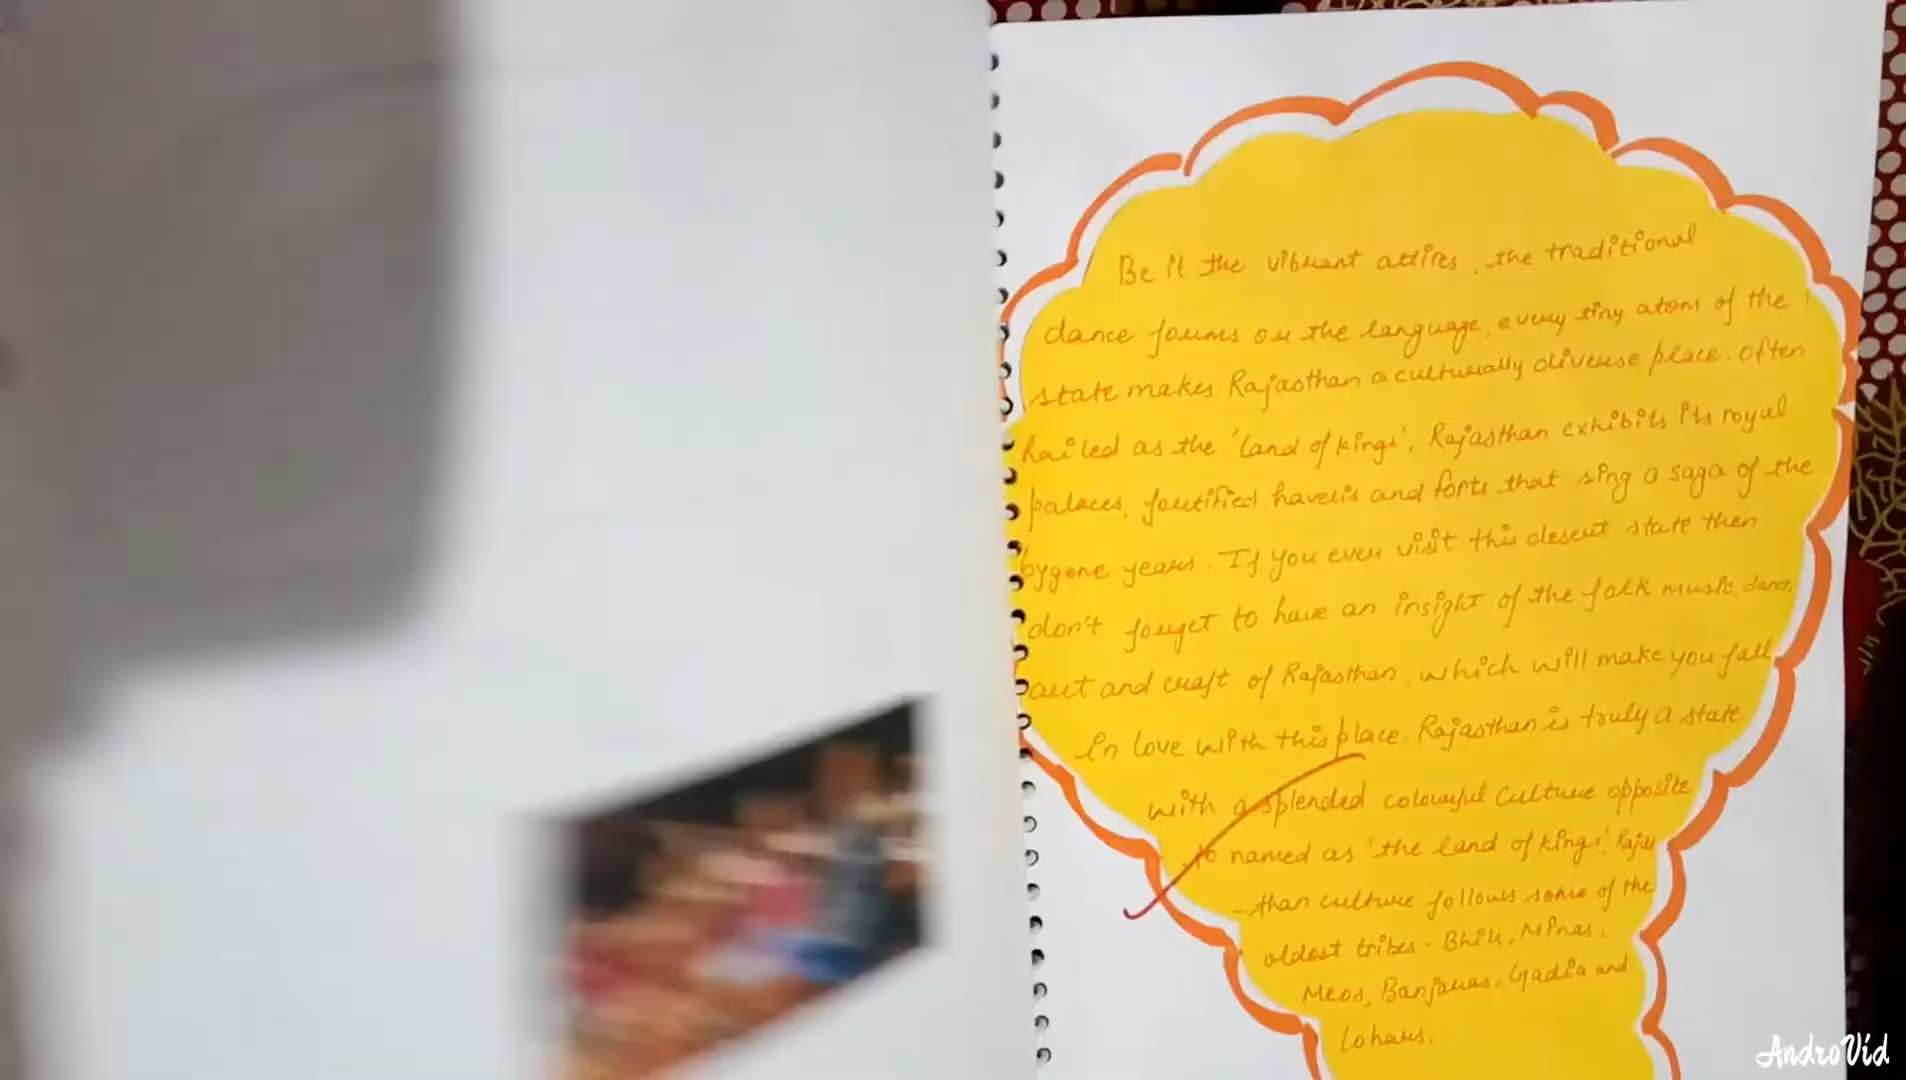 Be it the vibrant attires, the traditional
dance forms or the language, every tiny atom of the
state makes Rajasthan a culturally diverse place. Often
hailed as the 'land of kings', Rajasthan exhibits its royal
palaces, fortified havelis and forts that sing a saga of the
bygone years. If you ever visit this desert state then
don't forget to have an insight of the folk music, dance,
art and craft of Rajasthan, which will make you fall
in love with this place. Rajasthan is truly a state
with a splended colourful culture opposite
to named as 'the land of kings', Rajas
-than culture follows some of the
oldest tribes - Bhils, Minas,
Meos, Banjaras, Gadia and
Lohars.
AndroVid